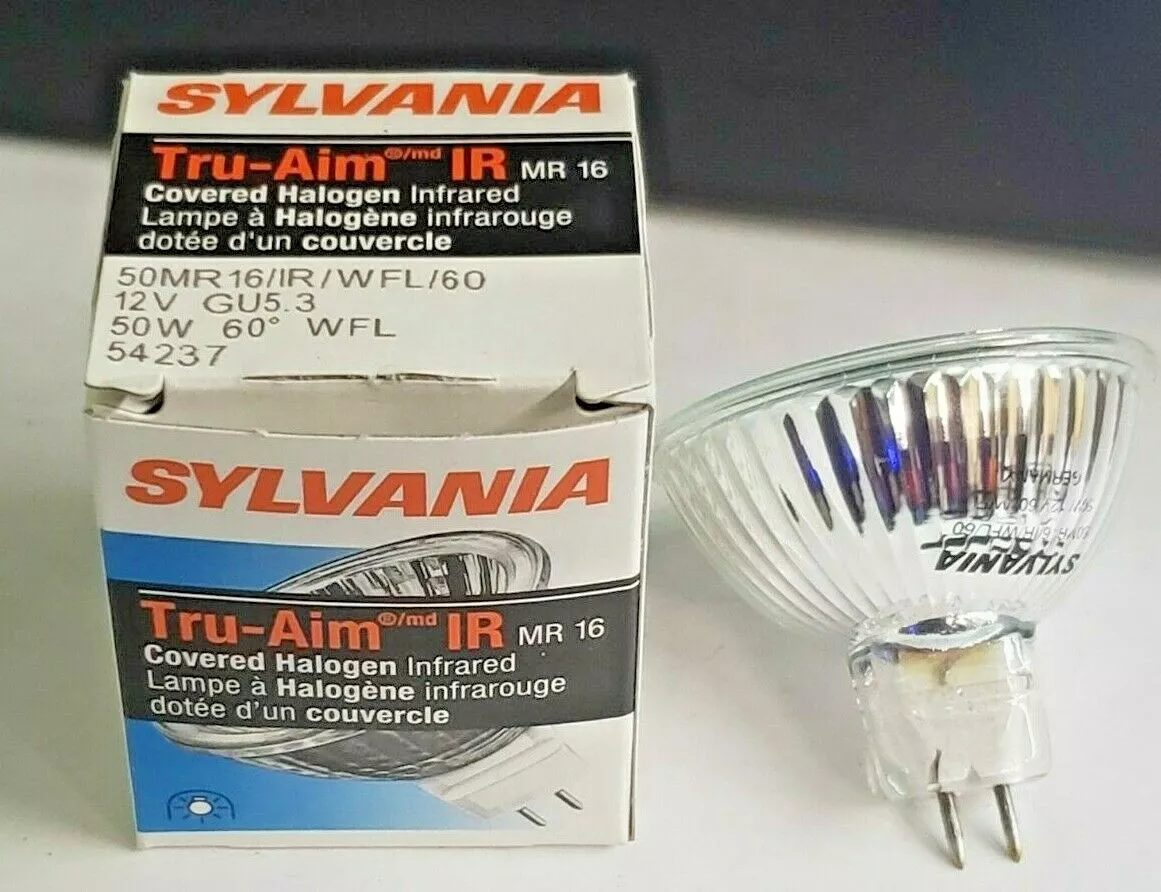 SYLVANIA
Tru-Aim®/md IR MR 16
Covered Halogen Infrared
Lampe à Halogène infrarouge
dotée d'un couvercle
50MR16/IR/WFL/60
12V GU5.3
50W 60° WFL
54237
SYLVANIA
Tru-Aim®/md IR MR 16
Covered Halogen Infrared
Lampe à Halogène infrarouge
dotée d'un couvercle
SYLVANIA
GERMANY